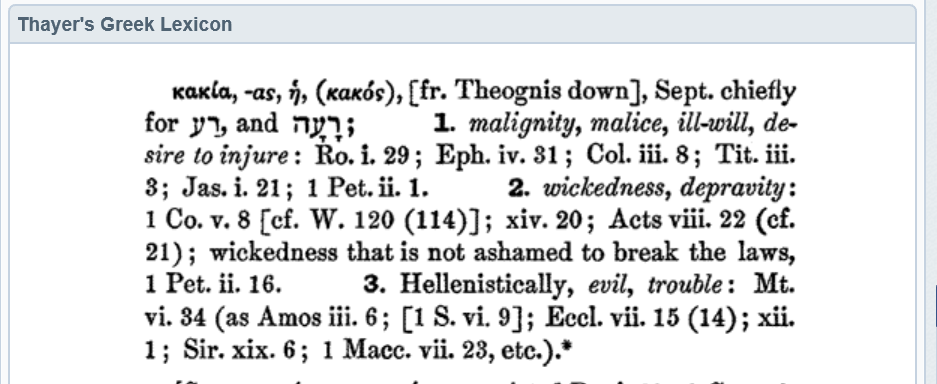 Thayer's Greek Lexicon
κακία, -ας, ἡ, (κακός), [fr. Theognis down], Sept. chiefly
for רַע, and רָעָה; 1. malignity, malice, ill-will, de-
sire to injure: Ro. i. 29; Eph. iv. 31; Col. iii. 8; Tit. iii.
3; Jas. i. 21; 1 Pet. ii. 1. 2. wickedness, depravity:
1 Co. v. 8 [cf. W. 120 (114)]; xiv. 20; Acts viii. 22 (cf.
21); wickedness that is not ashamed to break the laws,
1 Pet. ii. 16. 3. Hellenistically, evil, trouble: Mt.
vi. 34 (as Amos iii. 6; [1 S. vi. 9]; Eccl. vii. 15 (14); xii.
1; Sir. xix. 6; 1 Macc. vii. 23, etc.).*